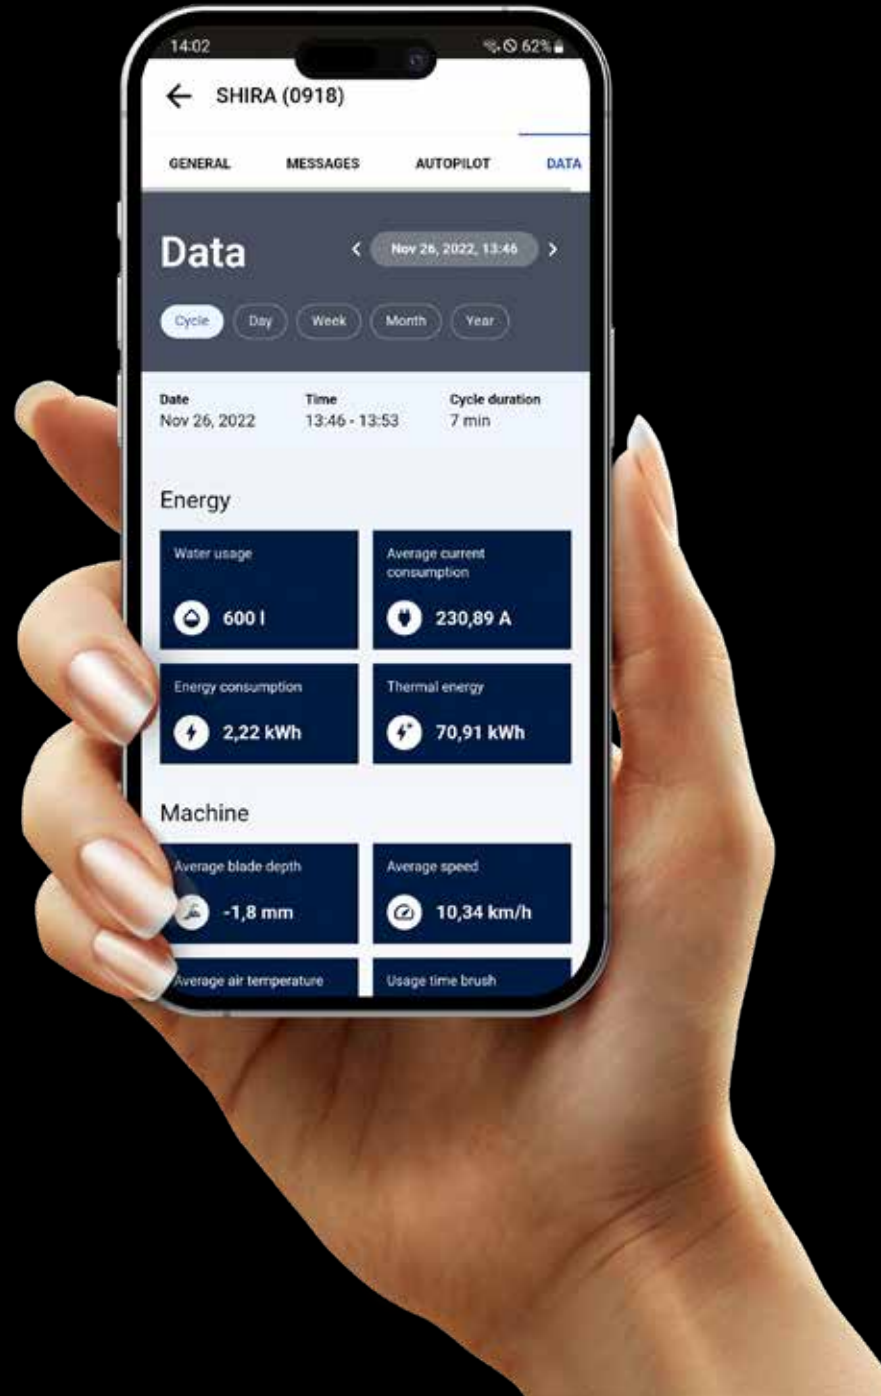 14:02 62%
SHIRA (0918)
GENERAL MESSAGES AUTOPILOT DATA
Data Nov 26, 2022, 13:46
Cycle Day Week Month Year
Date Time Cycle duration
Nov 26, 2022 13:46 - 13:53 7 min
Energy
Water usage
Average current
consumption
600 l
230,89 A
Energy consumption
Thermal energy
2,22 kWh
70,91 kWh
Machine
Average blade depth
Average speed
-1,8 mm
10,34 km/h
Average air temperature
Usage time brush